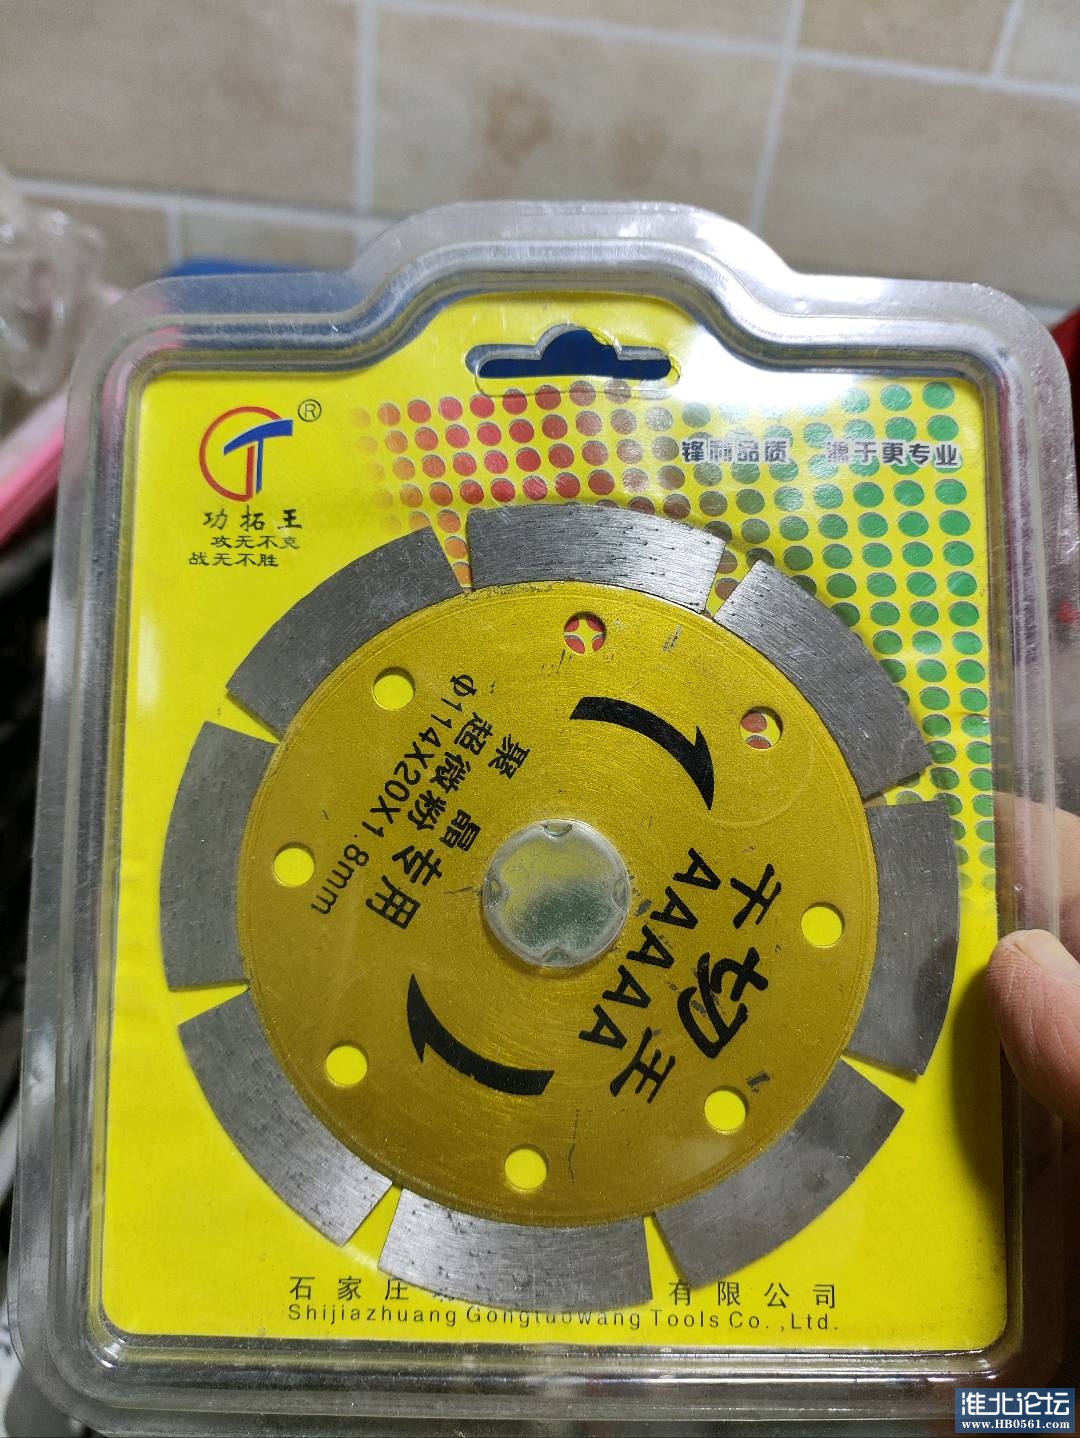 ®
功拓王
攻无不克
战无不胜
锋利品质 源于更专业
干切王
AAAAA
聚晶
超微粉专用
Φ114X20X1.8mm
石家庄
有限公司
Shijiazhuang Gongtuowang Tools Co.,Ltd.
淮北论坛
www.HB0561.com